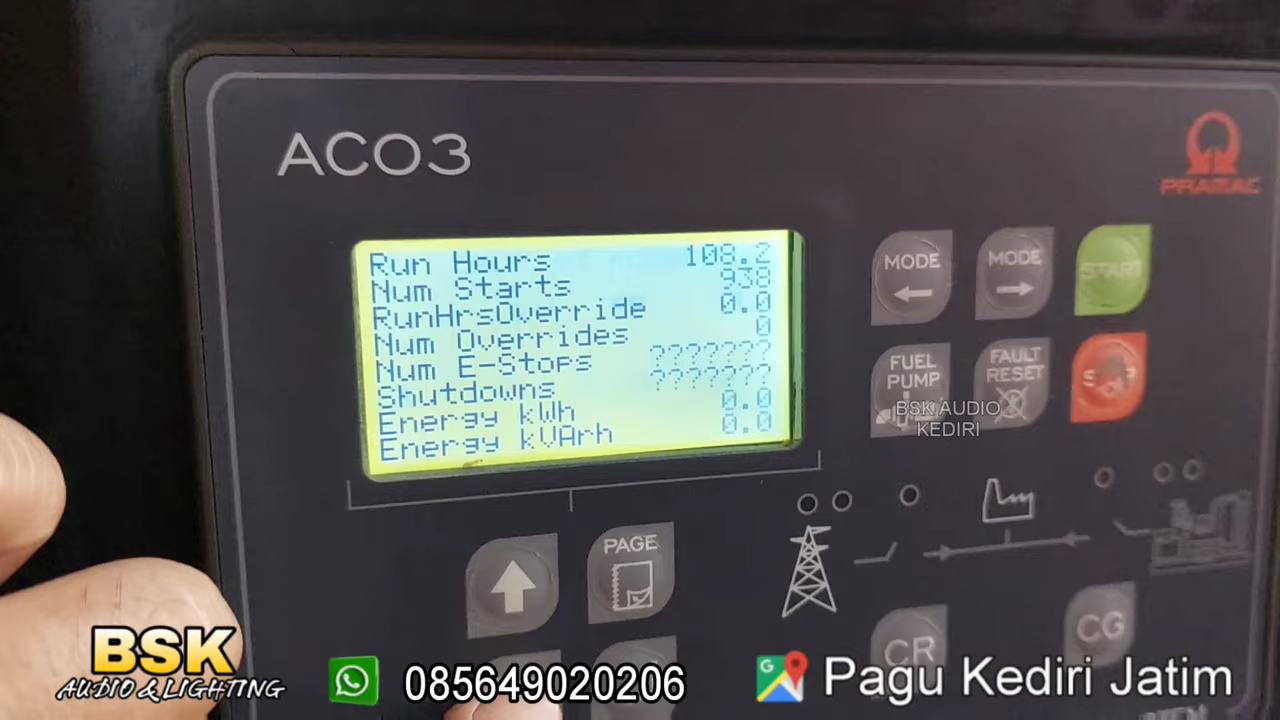 ACO3
PRAMAC
Run Hours 108.2
Num Starts 938
RunHrsOverride 0.0
Num Overrides 0
Num E-Stops ???????
Shutdowns ???????
Energy kWh 0.0
Energy kVArh 0.0
MODE
MODE
START
FUEL PUMP
FAULT RESET
BSK AUDIO
KEDIRI
PAGE
CR
CG
BSK
AUDIO & LIGHTING
085649020206
Pagu Kediri Jatim